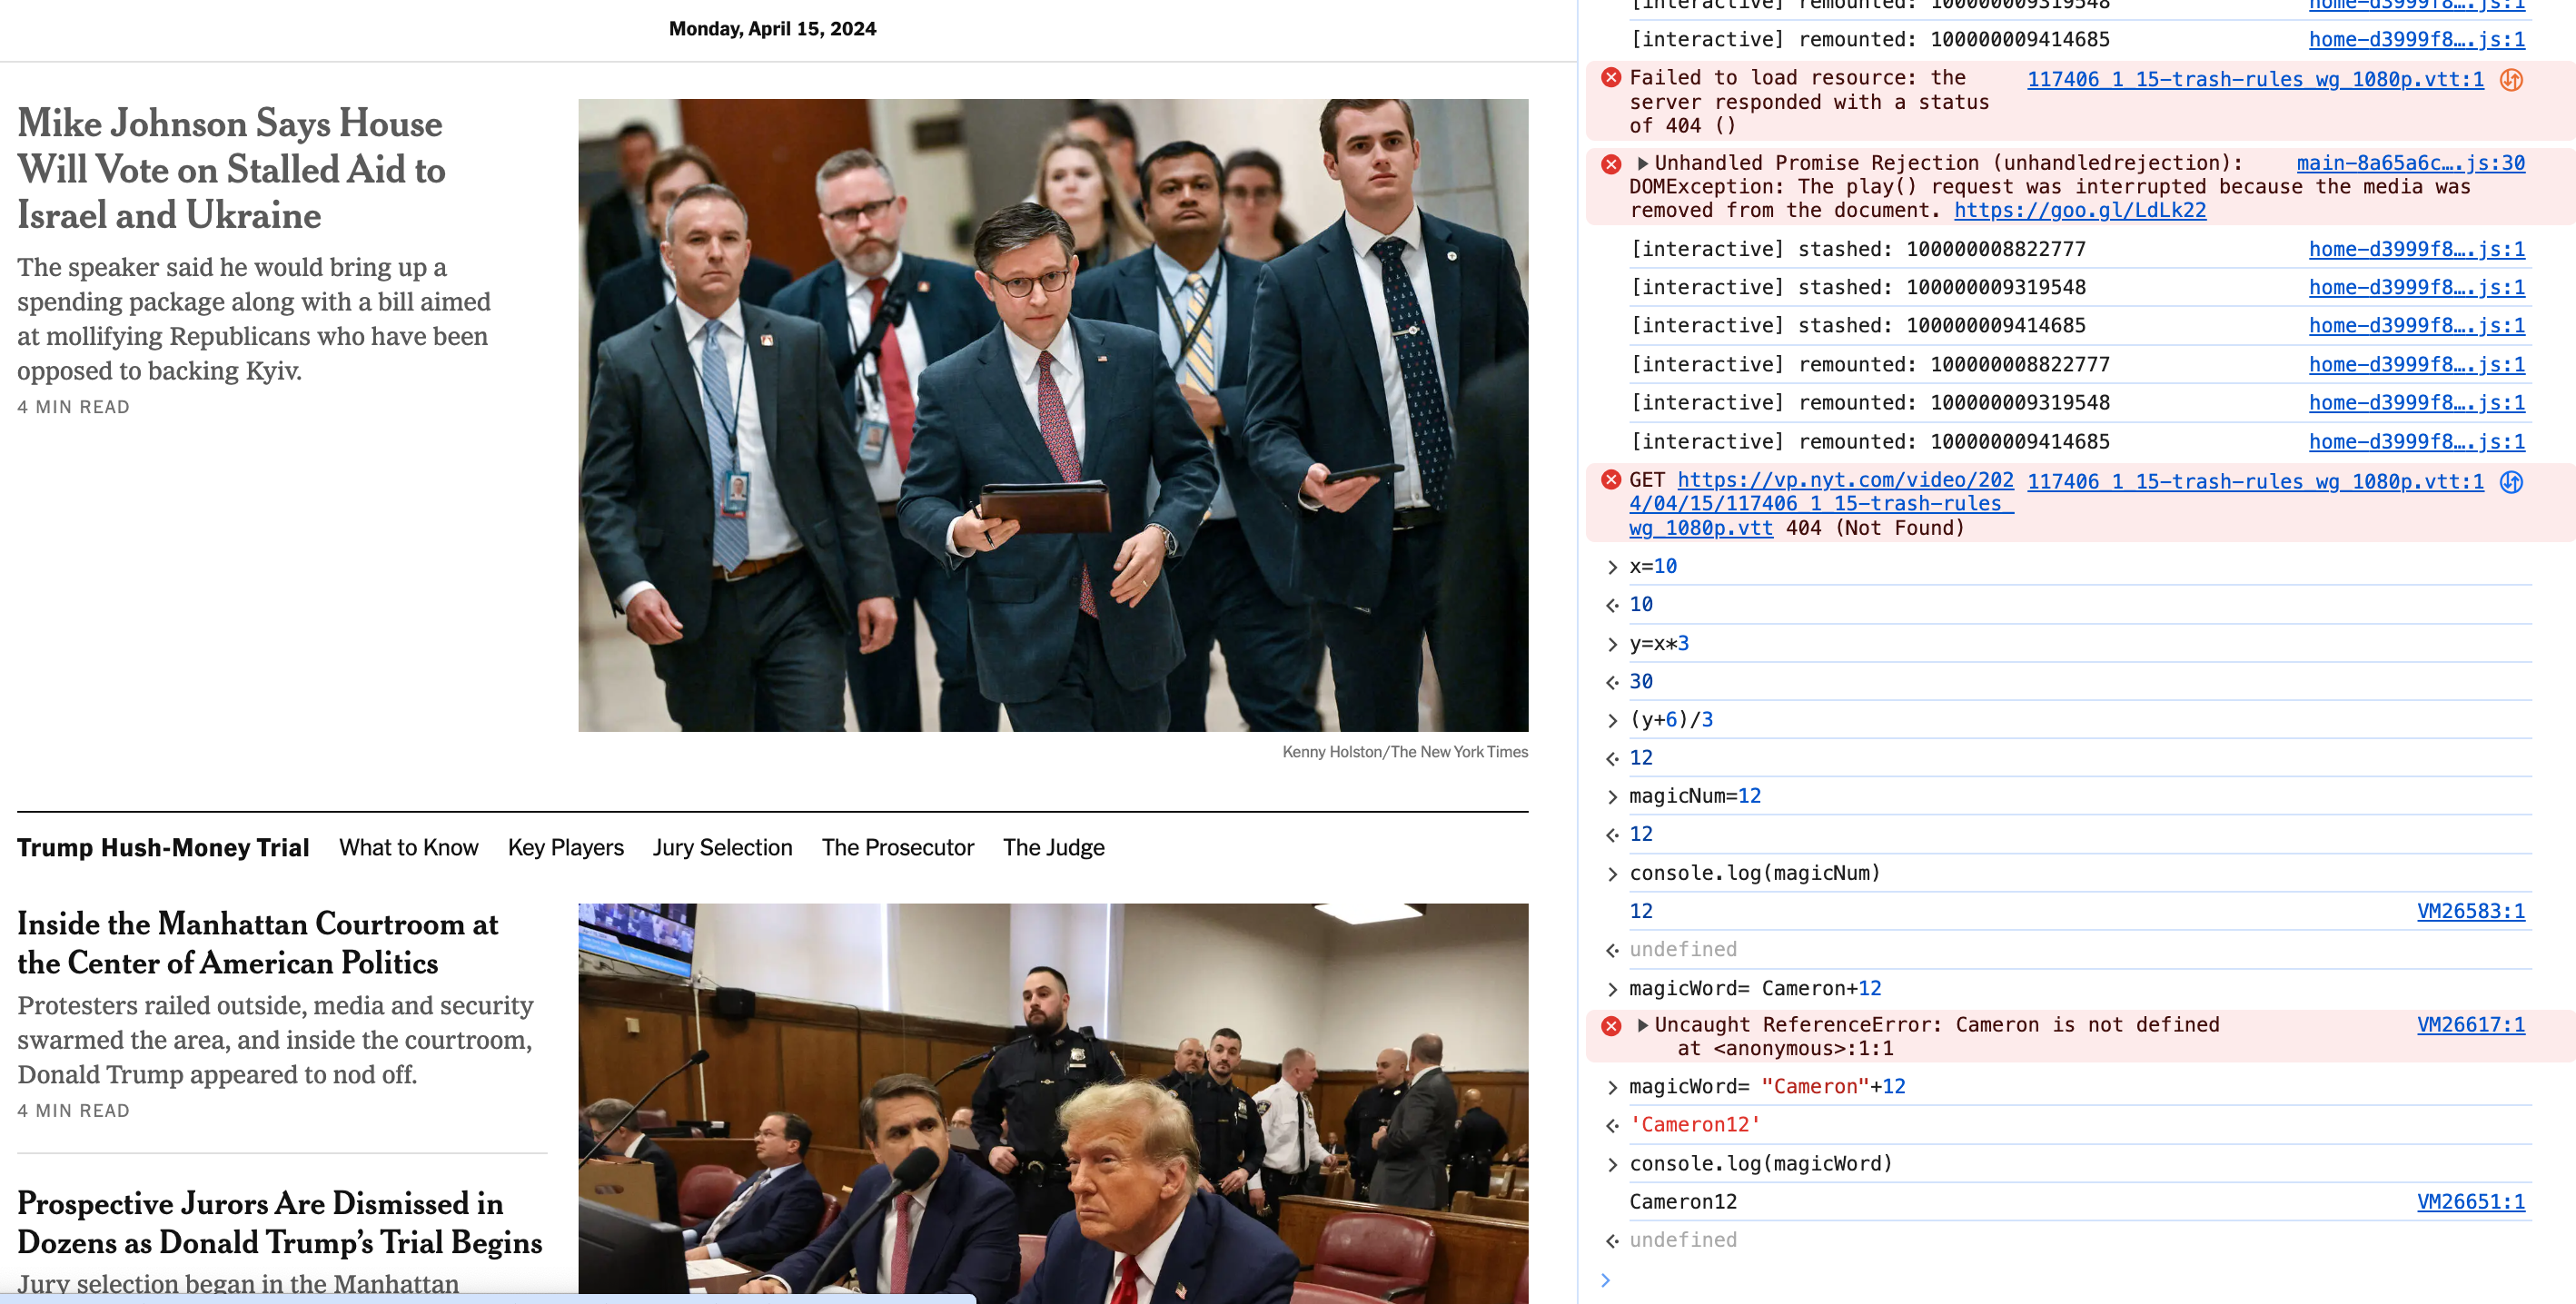 Monday, April 15, 2024
Mike Johnson Says House
Will Vote on Stalled Aid to
Israel and Ukraine
The speaker said he would bring up a
spending package along with a bill aimed
at mollifying Republicans who have been
opposed to backing Kyiv.
4 MIN READ
Kenny Holston/The New York Times
Trump Hush-Money Trial What to Know Key Players Jury Selection The Prosecutor The Judge
Inside the Manhattan Courtroom at
the Center of American Politics
Protesters railed outside, media and security
swarmed the area, and inside the courtroom,
Donald Trump appeared to nod off.
4 MIN READ
Prospective Jurors Are Dismissed in
Dozens as Donald Trump’s Trial Begins
Jury selection began in the Manhattan
[interactive] remounted: 100000009319548 home-d3999f8….js:1
[interactive] remounted: 100000009414685 home-d3999f8….js:1
Failed to load resource: the 117406_1_15-trash-rules_wg_1080p.vtt:1
server responded with a status
of 404 ()
Unhandled Promise Rejection (unhandledrejection): main-8a65a6c….js:30
DOMException: The play() request was interrupted because the media was
removed from the document. https://goo.gl/LdLk22
[interactive] stashed: 100000008822777 home-d3999f8….js:1
[interactive] stashed: 100000009319548 home-d3999f8….js:1
[interactive] stashed: 100000009414685 home-d3999f8….js:1
[interactive] remounted: 100000008822777 home-d3999f8….js:1
[interactive] remounted: 100000009319548 home-d3999f8….js:1
[interactive] remounted: 100000009414685 home-d3999f8….js:1
GET https://vp.nyt.com/video/202 117406_1_15-trash-rules_wg_1080p.vtt:1
4/04/15/117406_1_15-trash-rules_
wg_1080p.vtt 404 (Not Found)
x=10
10
y=x*3
30
(y+6)/3
12
magicNum=12
12
console.log(magicNum)
12 VM26583:1
undefined
magicWord= Cameron+12
Uncaught ReferenceError: Cameron is not defined VM26617:1
at <anonymous>:1:1
magicWord= "Cameron"+12
'Cameron12'
console.log(magicWord)
Cameron12 VM26651:1
undefined